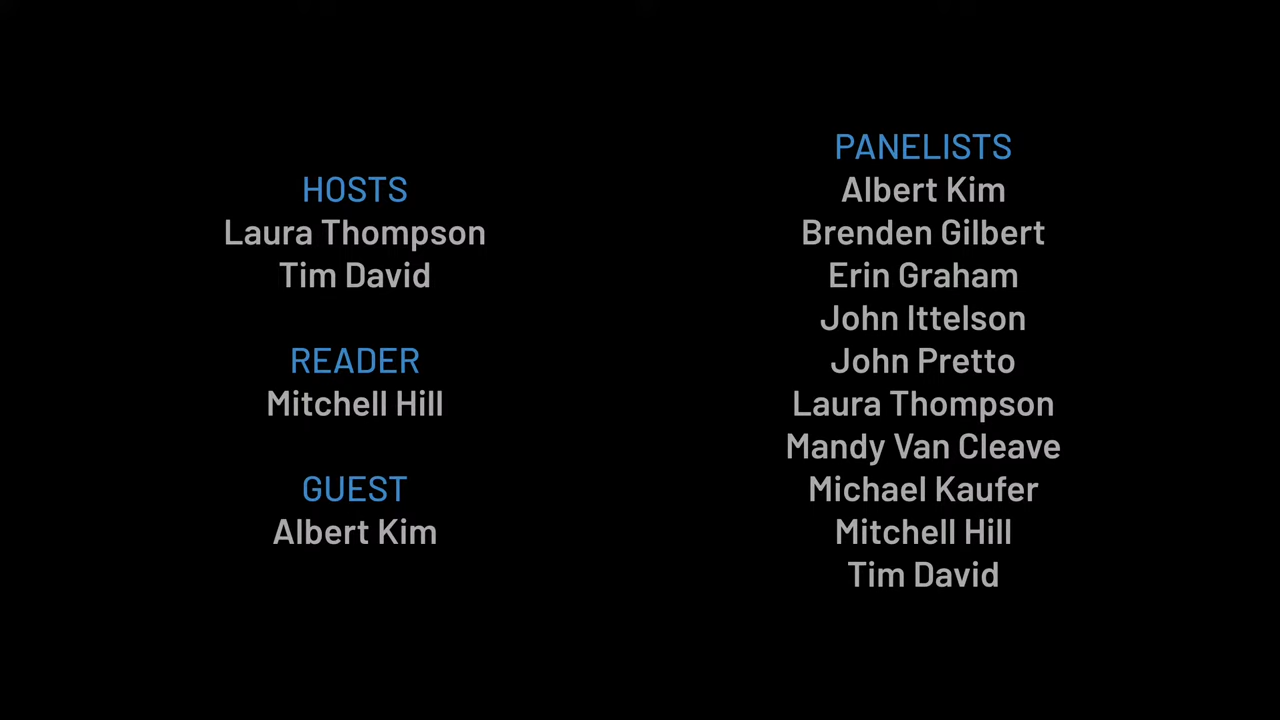 HOSTS
Laura Thompson
Tim David
READER
Mitchell Hill
GUEST
Albert Kim
PANELISTS
Albert Kim
Brenden Gilbert
Erin Graham
John Ittelson
John Pretto
Laura Thompson
Mandy Van Cleave
Michael Kaufer
Mitchell Hill
Tim David